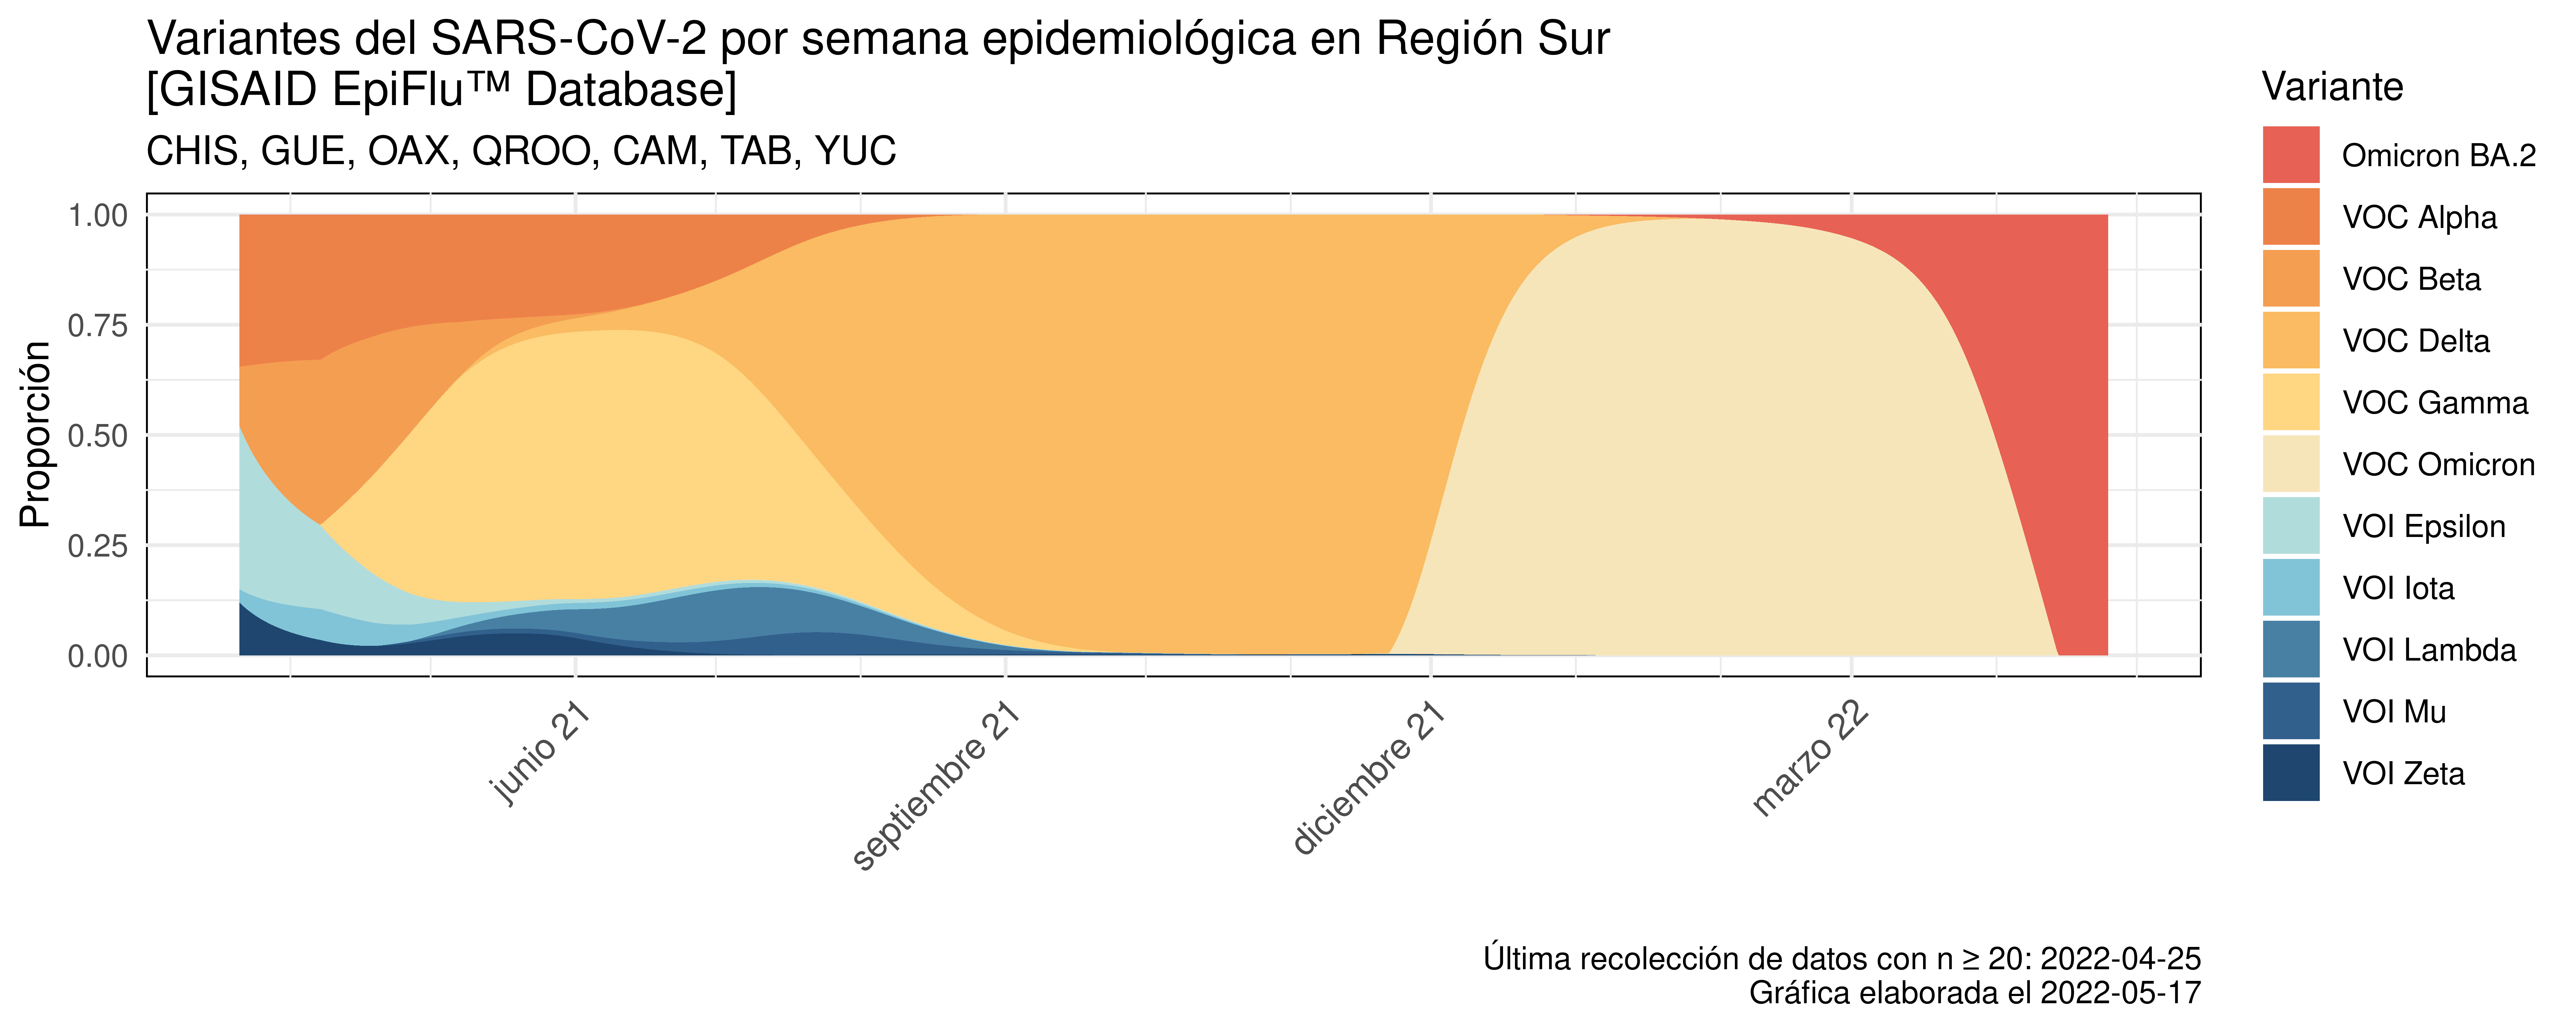 Variantes del SARS-CoV-2 por semana epidemiológica en Región Sur
[GISAID EpiFlu™ Database]
CHIS, GUE, OAX, QROO, CAM, TAB, YUC
Proporción
1.00
0.75
0.50
0.25
0.00
junio 21
septiembre 21
diciembre 21
marzo 22
Variante
Omicron BA.2
VOC Alpha
VOC Beta
VOC Delta
VOC Gamma
VOC Omicron
VOI Epsilon
VOI Iota
VOI Lambda
VOI Mu
VOI Zeta
Última recolección de datos con n ≥ 20: 2022-04-25
Gráfica elaborada el 2022-05-17